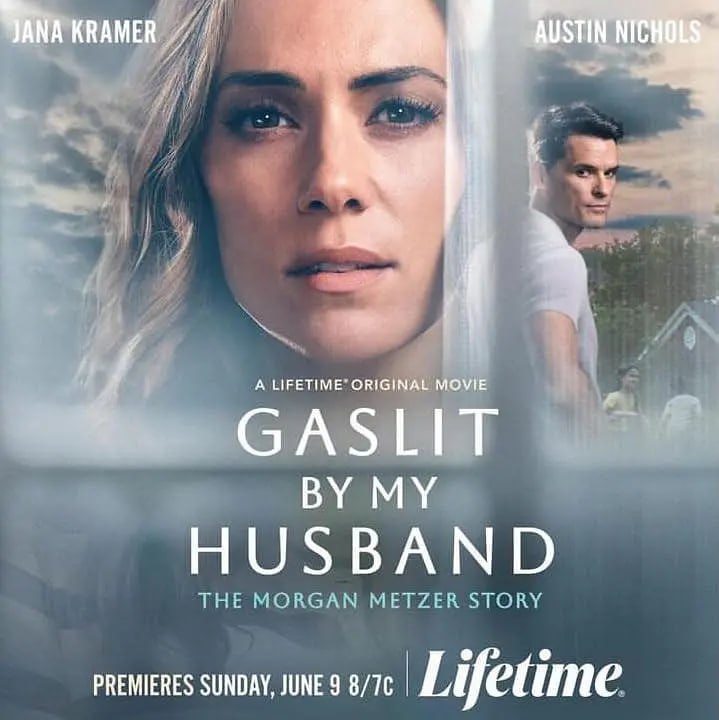 JANA KRAMER
AUSTIN NICHOLS
A LIFETIME® ORIGINAL MOVIE
GASLIT
BY MY
HUSBAND
THE MORGAN METZER STORY
PREMIERES SUNDAY, JUNE 9 8/7c
Lifetime®